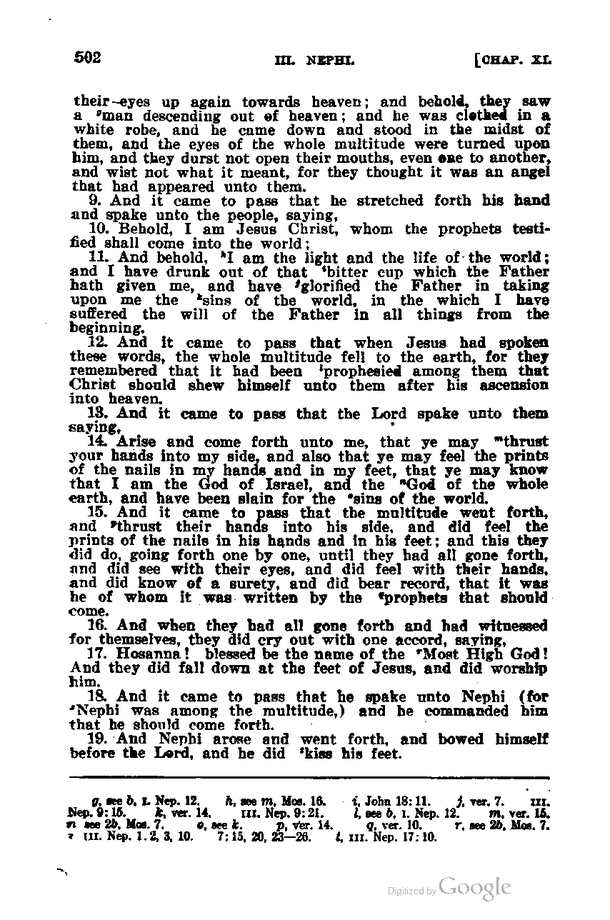 502 III. NEPHI. [CHAP. XI.
their eyes up again towards heaven; and behold, they saw
a ᵍman descending out of heaven; and he was clothed in a
white robe, and he came down and stood in the midst of
them, and the eyes of the whole multitude were turned upon
him, and they durst not open their mouths, even one to another,
and wist not what it meant, for they thought it was an angel
that had appeared unto them.
9. And it came to pass that he stretched forth his hand
and spake unto the people, saying,
10. Behold, I am Jesus Christ, whom the prophets testi-
fied shall come into the world;
11. And behold, ʰI am the light and the life of the world;
and I have drunk out of that ⁱbitter cup which the Father
hath given me, and have ʲglorified the Father in taking
upon me the ᵏsins of the world, in the which I have
suffered the will of the Father in all things from the
beginning.
12. And it came to pass that when Jesus had spoken
these words, the whole multitude fell to the earth, for they
remembered that it had been ˡprophesied among them that
Christ should shew himself unto them after his ascension
into heaven.
13. And it came to pass that the Lord spake unto them
saying,
14. Arise and come forth unto me, that ye may ᵐthrust
your hands into my side, and also that ye may feel the prints
of the nails in my hands and in my feet, that ye may know
that I am the God of Israel, and the ⁿGod of the whole
earth, and have been slain for the ᵒsins of the world.
15. And it came to pass that the multitude went forth,
and ᵖthrust their hands into his side, and did feel the
prints of the nails in his hands and in his feet; and this they
did do, going forth one by one, until they had all gone forth,
and did see with their eyes, and did feel with their hands,
and did know of a surety, and did bear record, that it was
he of whom it was written by the qprophets that should
come.
16. And when they had all gone forth and had witnessed
for themselves, they did cry out with one accord, saying,
17. Hosanna! blessed be the name of the ʳMost High God!
And they did fall down at the feet of Jesus, and did worship
him.
18. And it came to pass that he spake unto Nephi (for
ˢNephi was among the multitude,) and he commanded him
that he should come forth.
19. And Nephi arose and went forth, and bowed himself
before the Lord, and he did ᵗkiss his feet.
g, see b, I. Nep. 12. h, see m, Mos. 16. i, John 18:11. j, ver. 7. III.
Nep. 9:15. k, ver. 14. III. Nep. 9:21. l, see b, I. Nep. 12. m, ver. 15.
n see 2b, Mos. 7. o, see k. p, ver. 14. q, ver. 10. r, see 2b, Mos. 7.
s III. Nep. 1.2, 3, 10. 7:15, 20, 23—26. t, III. Nep. 17:10.
Digitized by Google